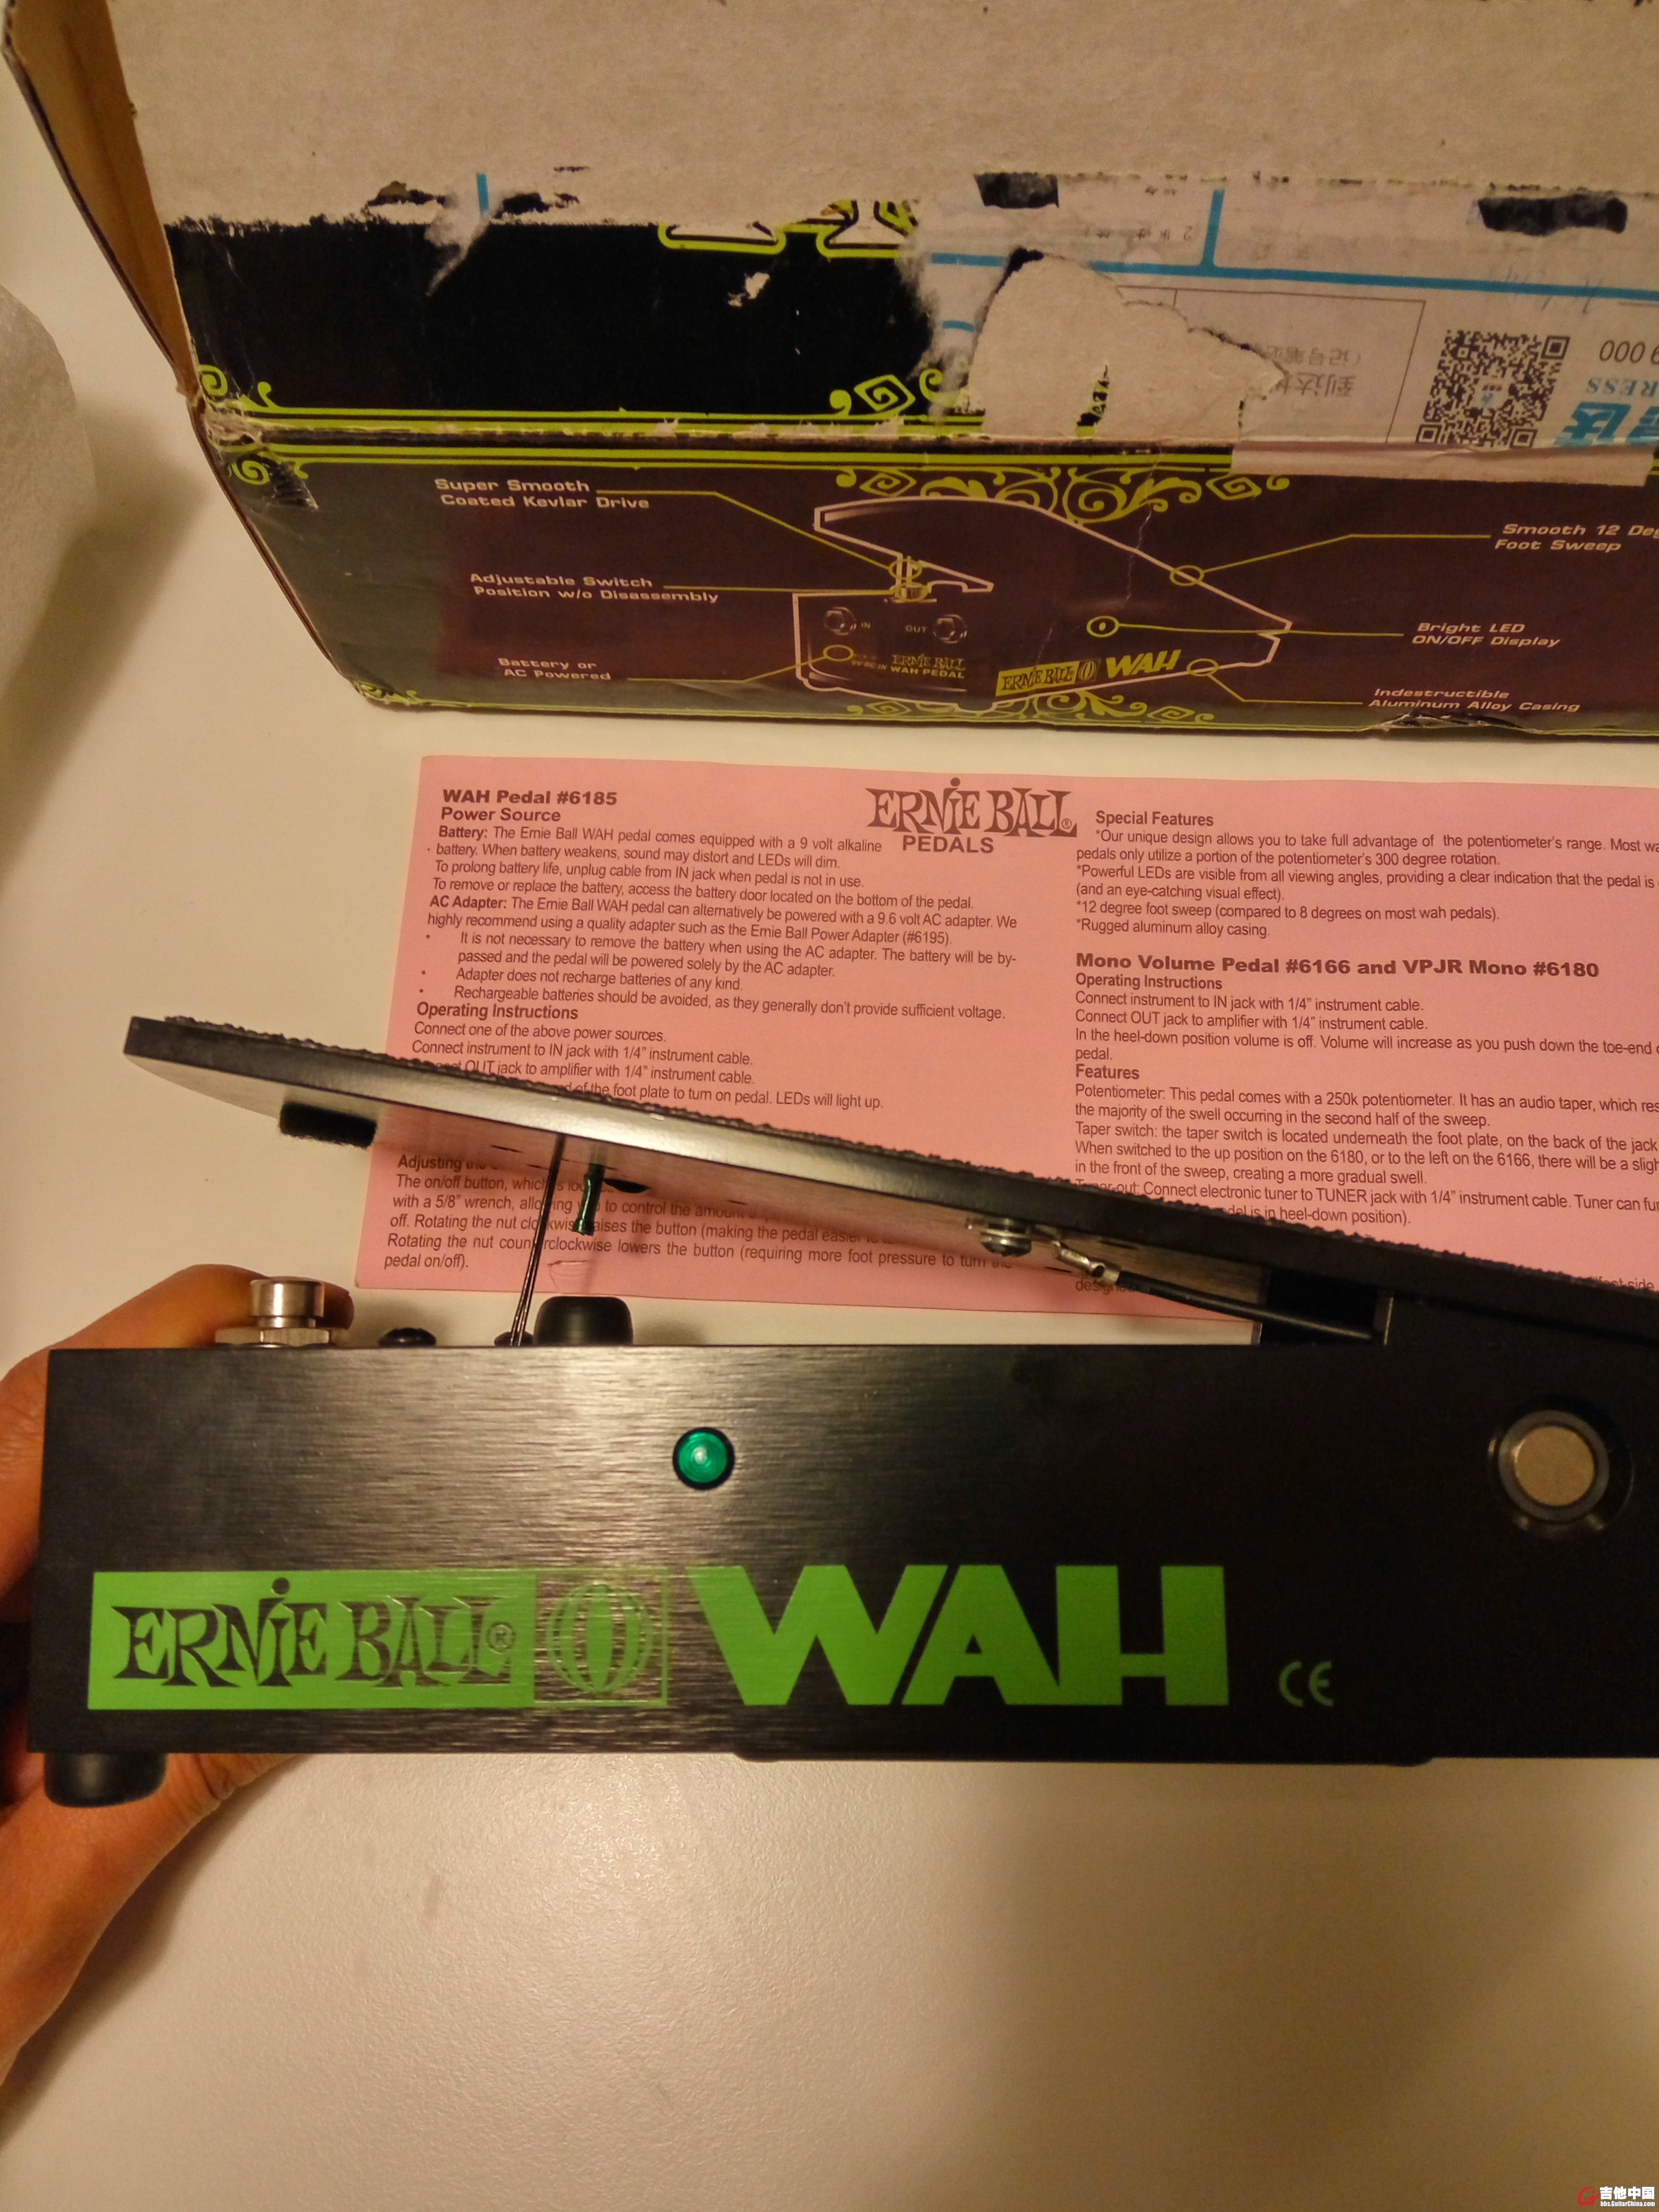 000
RESS
Super Smooth
Coated Kevlar Drive
Adjustable Switch
Position w/o Disassembly
Battery or
AC Powered
IN
OUT
9V DC IN
ERNIE BALL
WAH PEDAL
ERNIE BALL WAH
Smooth 12 De
Foot Sweep
Bright LED
ON/OFF Display
Indestructible
Aluminum Alloy Casing
ERNIE BALL®
PEDALS
WAH Pedal #6185
Power Source
Battery: The Ernie Ball WAH pedal comes equipped with a 9 volt alkaline
battery. When battery weakens, sound may distort and LEDs will dim.
To prolong battery life, unplug cable from IN jack when pedal is not in use.
To remove or replace the battery, access the battery door located on the bottom of the pedal.
AC Adapter: The Ernie Ball WAH pedal can alternatively be powered with a 9.6 volt AC adapter. We
highly recommend using a quality adapter such as the Ernie Ball Power Adapter (#6195).
• It is not necessary to remove the battery when using the AC adapter. The battery will be by-
passed and the pedal will be powered solely by the AC adapter.
• Adapter does not recharge batteries of any kind.
• Rechargeable batteries should be avoided, as they generally don't provide sufficient voltage.
Operating Instructions
Connect one of the above power sources.
Connect instrument to IN jack with 1/4" instrument cable.
OUT jack to amplifier with 1/4" instrument cable.
of the foot plate to turn on pedal. LEDs will light up.
Adjusting the
The on/off button, which is
with a 5/8" wrench, allowing to control the amount
off. Rotating the nut clockwise raises the button (making the pedal easier to
Rotating the nut counterclockwise lowers the button (requiring more foot pressure to turn the
pedal on/off).
Special Features
*Our unique design allows you to take full advantage of the potentiometer's range. Most wa
pedals only utilize a portion of the potentiometer's 300 degree rotation.
*Powerful LEDs are visible from all viewing angles, providing a clear indication that the pedal is
(and an eye-catching visual effect).
*12 degree foot sweep (compared to 8 degrees on most wah pedals).
*Rugged aluminum alloy casing.
Mono Volume Pedal #6166 and VPJR Mono #6180
Operating Instructions
Connect instrument to IN jack with 1/4" instrument cable.
Connect OUT jack to amplifier with 1/4" instrument cable.
In the heel-down position volume is off. Volume will increase as you push down the toe-end
pedal.
Features
Potentiometer: This pedal comes with a 250k potentiometer. It has an audio taper, which res
the majority of the swell occurring in the second half of the sweep.
Taper switch: the taper switch is located underneath the foot plate, on the back of the jack
When switched to the up position on the 6180, or to the left on the 6166, there will be a sligh
in the front of the sweep, creating a more gradual swell.
Tuner-out: Connect electronic tuner to TUNER jack with 1/4" instrument cable. Tuner can fu
is in heel-down position).
ERNIE BALL® WAH
CE
吉他中国
bbs.GuitarChina.com